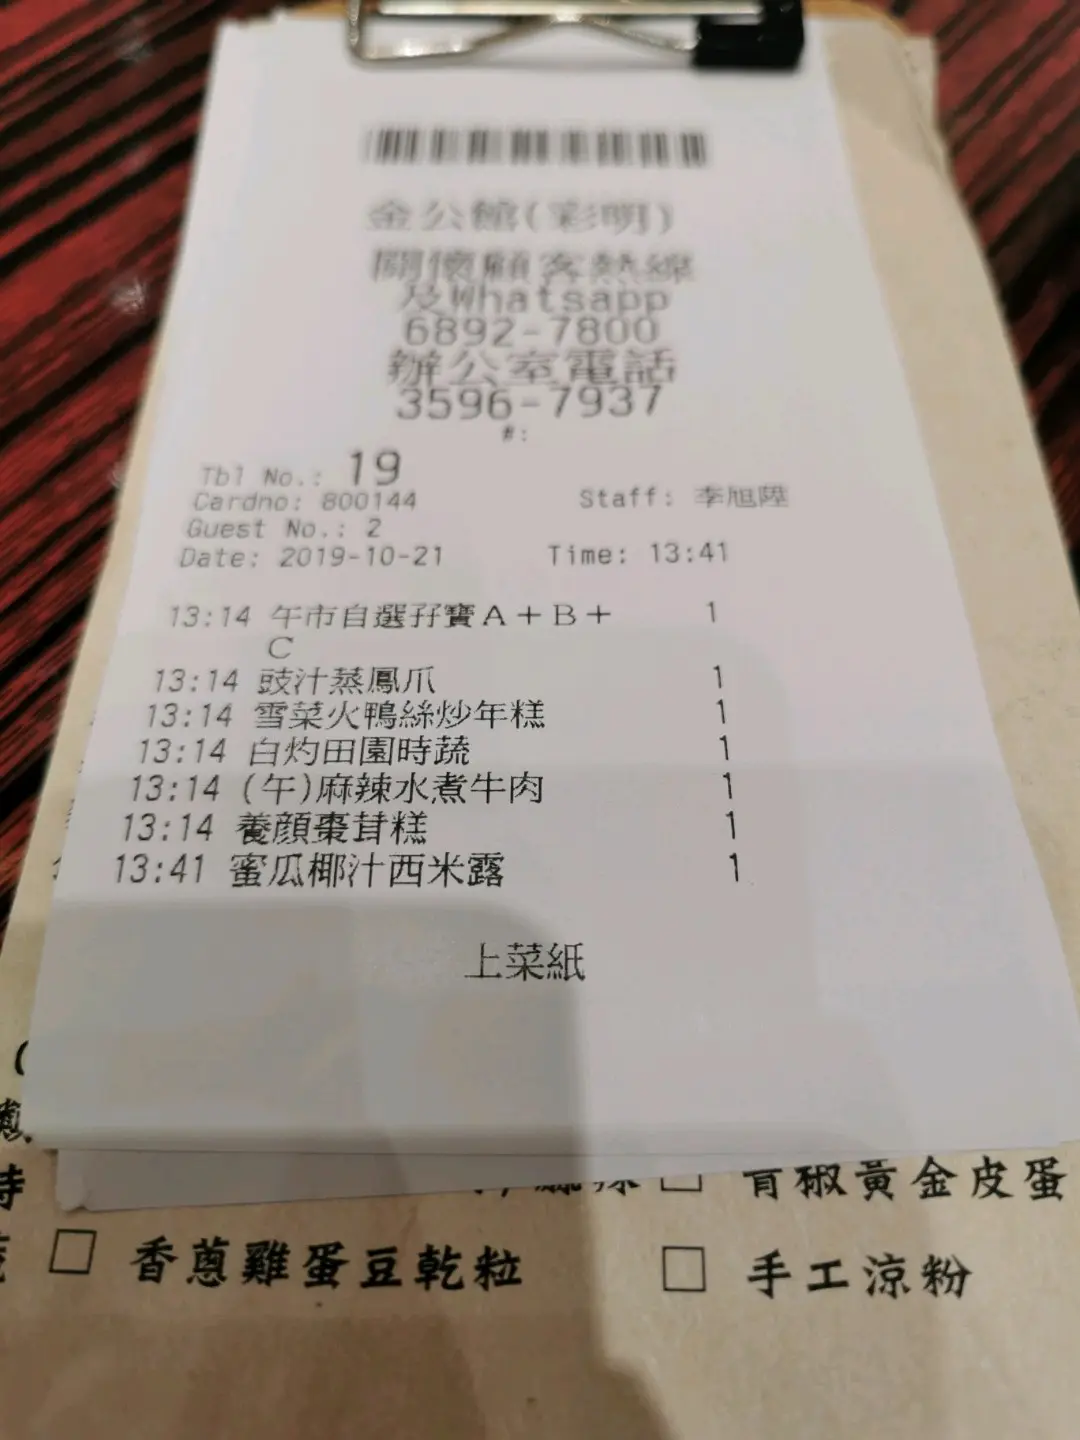 金公館(彩明)
關懷顧客熱線
及Whatsapp
6892-7800
辦公室電話
3596-7937
#:
Tbl No.: 19
Cardno: 800144 Staff: 李旭陞
Guest No.: 2
Date: 2019-10-21 Time: 13:41
13:14 午市自選孖寶A+B+ 1
C
13:14 豉汁蒸鳳爪 1
13:14 雪菜火鴨絲炒年糕 1
13:14 白灼田園時蔬 1
13:14 (午)麻辣水煮牛肉 1
13:14 養顏棗茸糕 1
13:41 蜜瓜椰汁西米露 1
上菜紙
青椒黃金皮蛋
香蔥雞蛋豆乾粒
手工涼粉